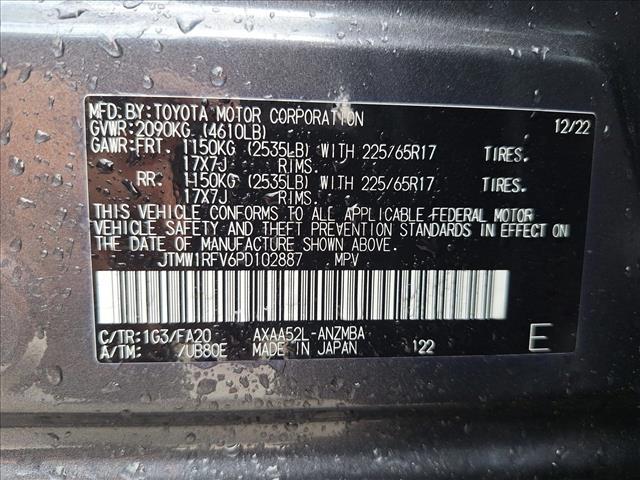 MFD.BY:TOYOTA MOTOR CORPORATION 12/22
GVWR:2090KG (4610LB)
GAWR:FRT. 1150KG (2535LB) WITH 225/65R17 TIRES.
17X7J RIMS.
RR: 1150KG (2535LB) WITH 225/65R17 TIRES.
17X7J RIMS.
THIS VEHICLE CONFORMS TO ALL APPLICABLE FEDERAL MOTOR
VEHICLE SAFETY AND THEFT PREVENTION STANDARDS IN EFFECT ON
THE DATE OF MANUFACTURE SHOWN ABOVE.
JTMW1RFV6PD102887 MPV
C/TR:1G3/FA20 AXAA52L-ANZMBA
A/TM: /UB80E MADE IN JAPAN 122 E